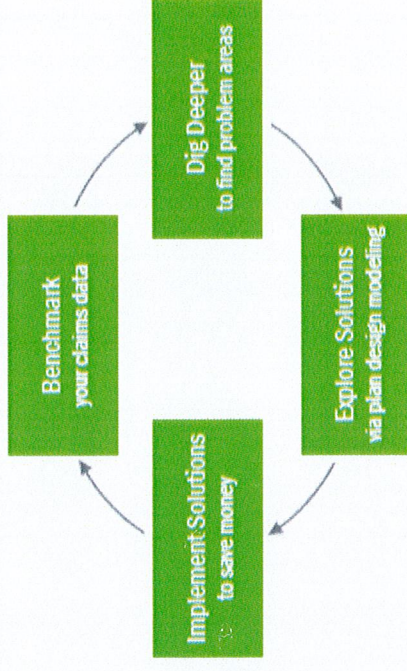 Benchmark
your claims data
Dig Deeper
to find problem areas
Explore Solutions
via plan design modeling
Implement Solutions
to save money